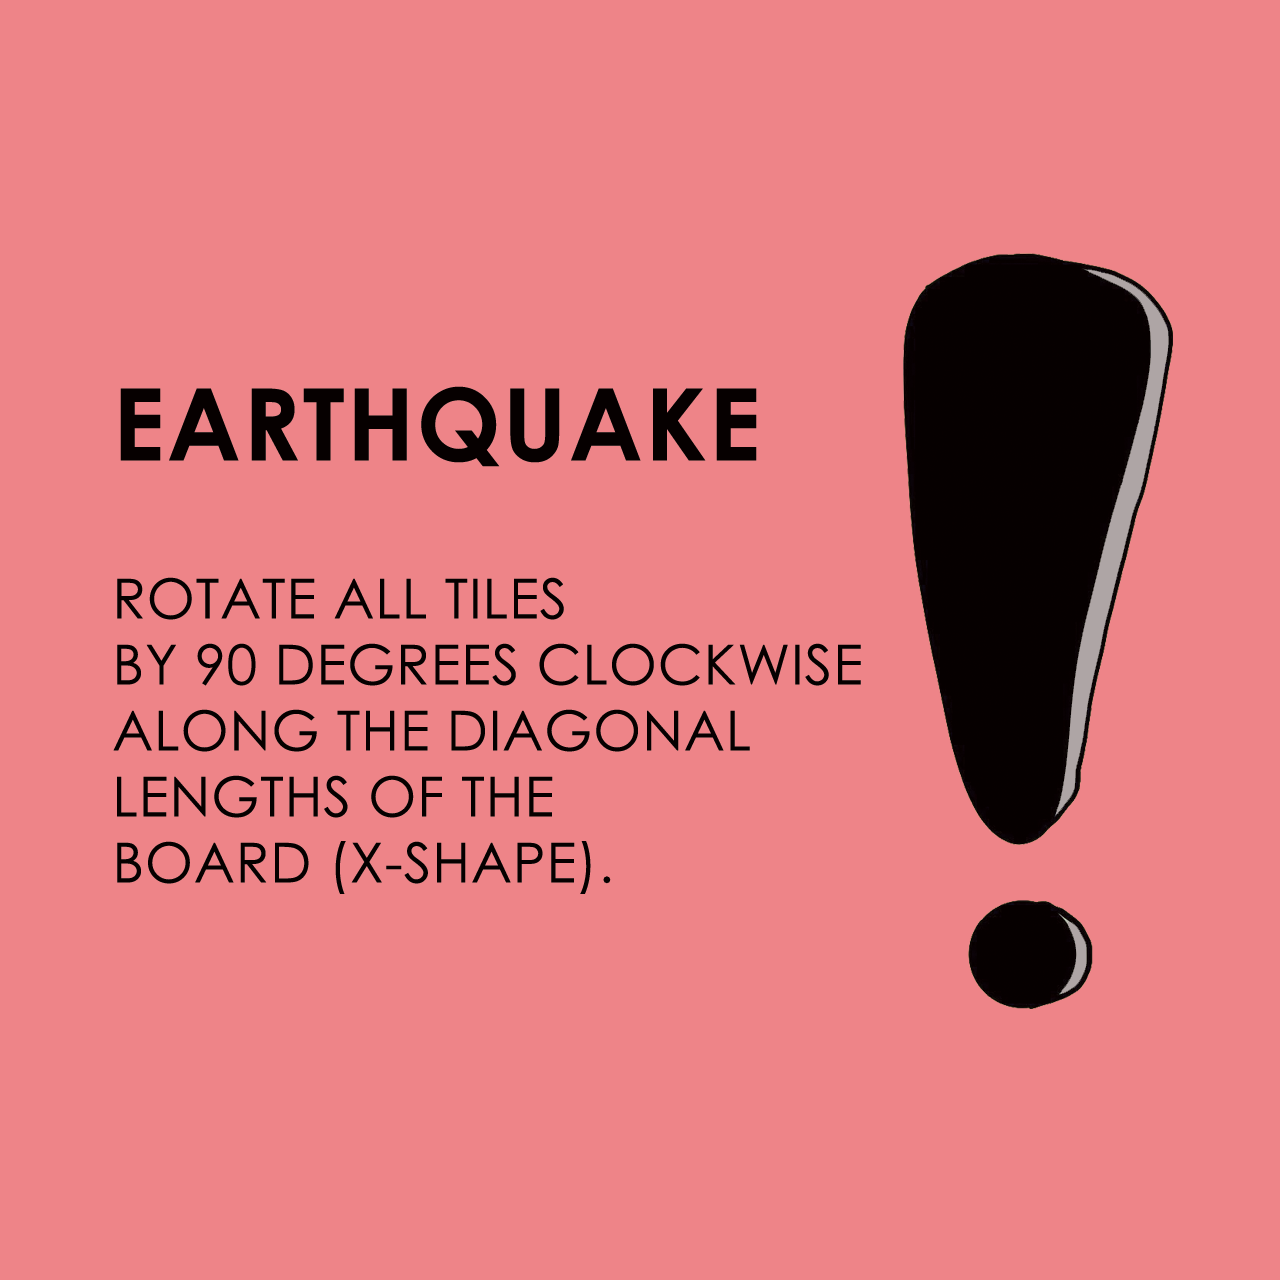 EARTHQUAKE
ROTATE ALL TILES
BY 90 DEGREES CLOCKWISE
ALONG THE DIAGONAL
LENGTHS OF THE
BOARD (X-SHAPE).